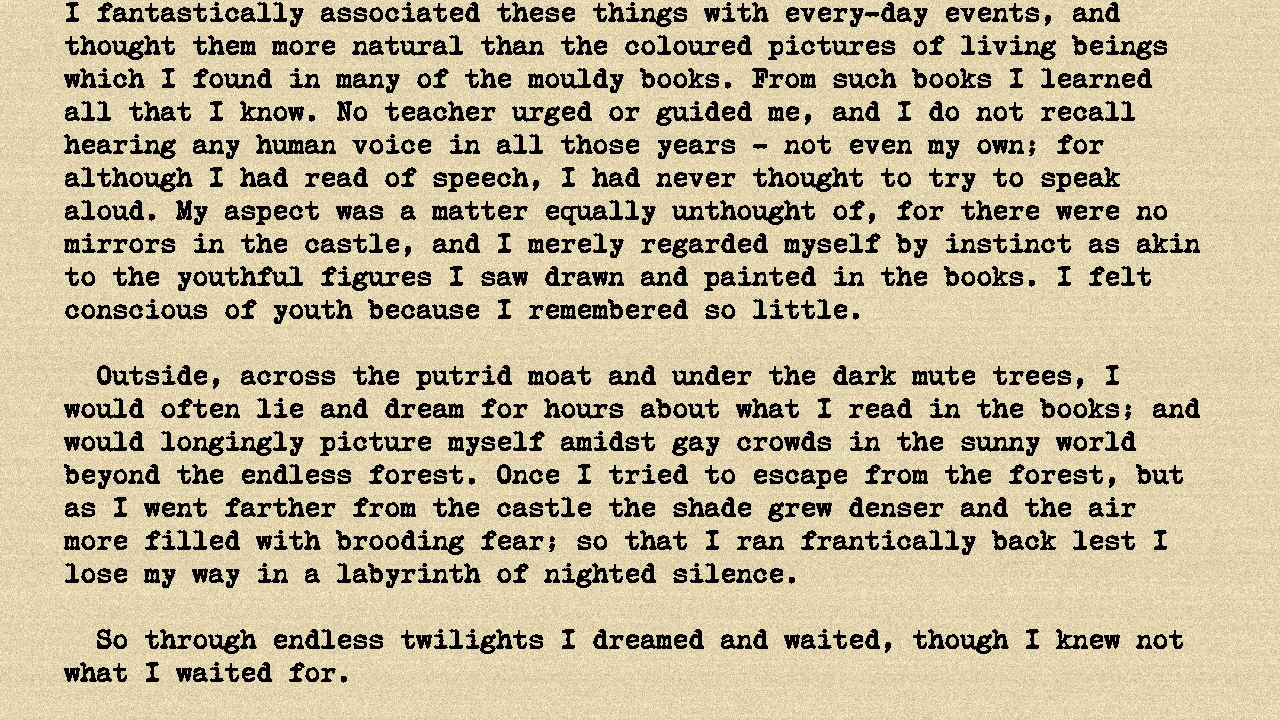 I fantastically associated these things with every-day events, and
thought them more natural than the coloured pictures of living beings
which I found in many of the mouldy books. From such books I learned
all that I know. No teacher urged or guided me, and I do not recall
hearing any human voice in all those years - not even my own; for
although I had read of speech, I had never thought to try to speak
aloud. My aspect was a matter equally unthought of, for there were no
mirrors in the castle, and I merely regarded myself by instinct as akin
to the youthful figures I saw drawn and painted in the books. I felt
conscious of youth because I remembered so little.

Outside, across the putrid moat and under the dark mute trees, I
would often lie and dream for hours about what I read in the books; and
would longingly picture myself amidst gay crowds in the sunny world
beyond the endless forest. Once I tried to escape from the forest, but
as I went farther from the castle the shade grew denser and the air
more filled with brooding fear; so that I ran frantically back lest I
lose my way in a labyrinth of nighted silence.

So through endless twilights I dreamed and waited, though I knew not
what I waited for.